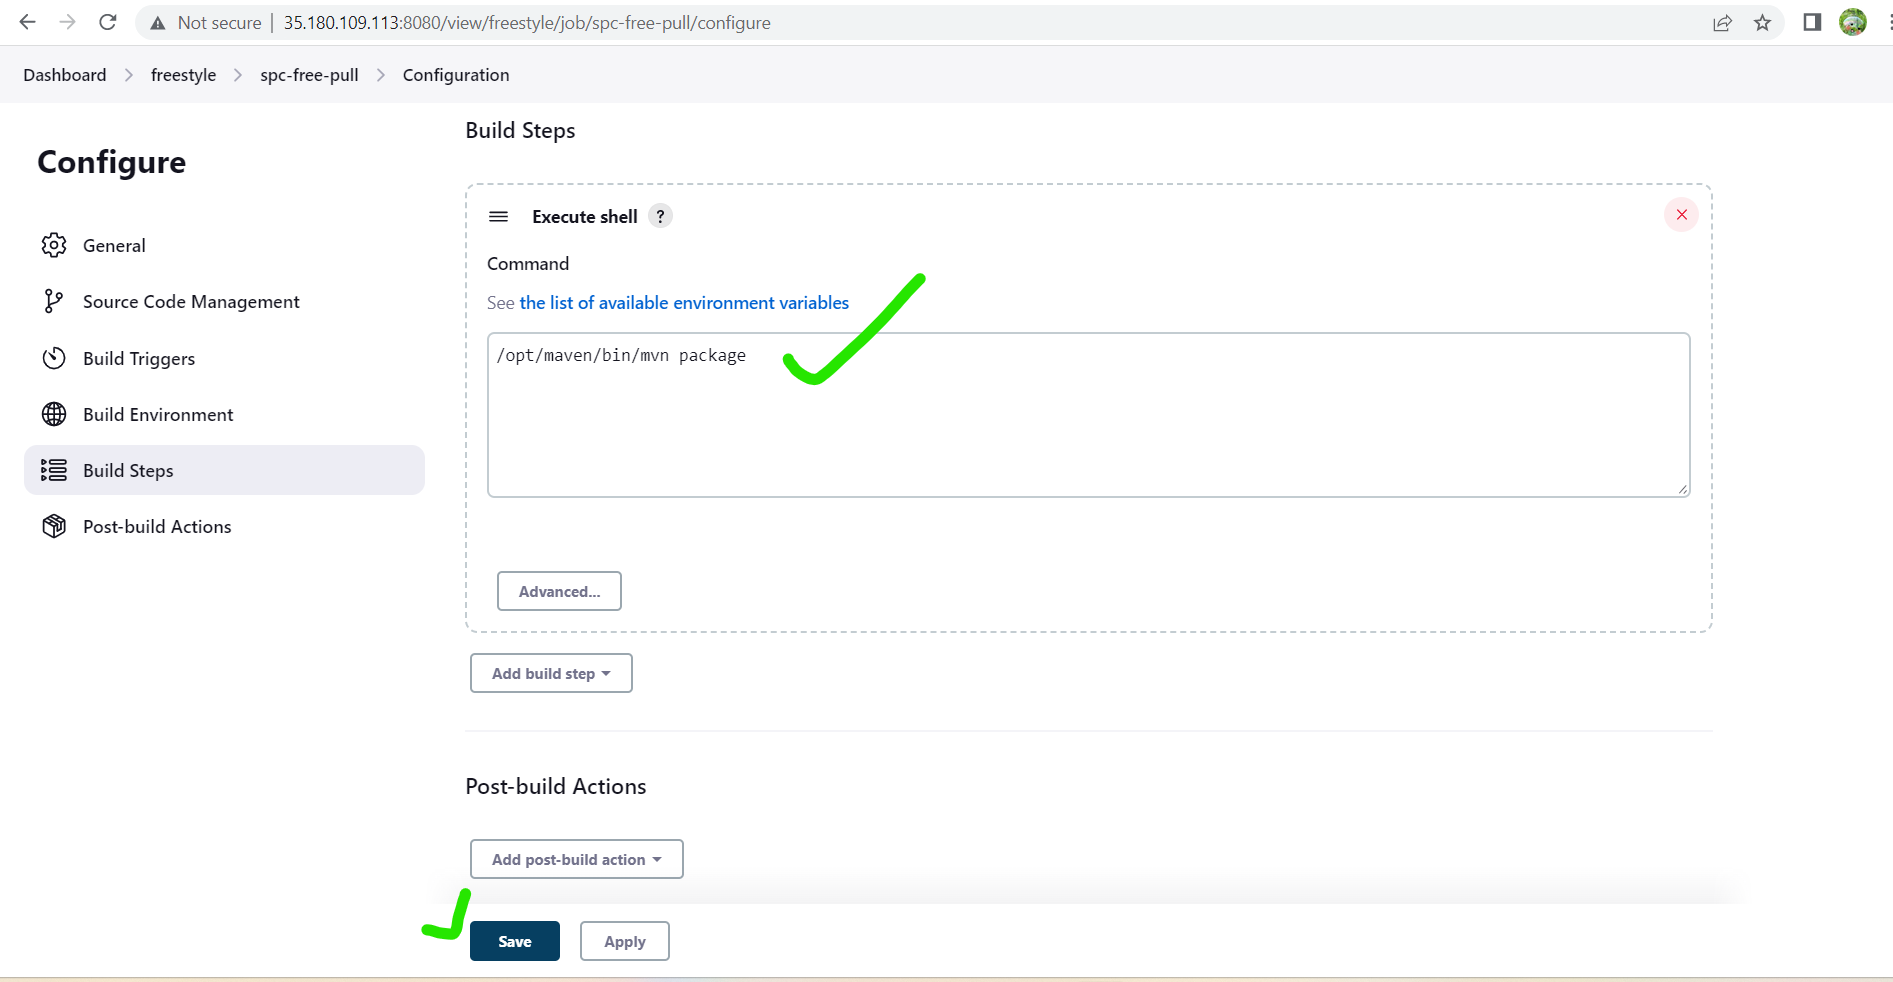 Not secure | 35.180.109.113:8080/view/freestyle/job/spc-free-pull/configure
Dashboard > freestyle > spc-free-pull > Configuration
Configure
General
Source Code Management
Build Triggers
Build Environment
Build Steps
Post-build Actions
Build Steps
Execute shell ?
Command
See the list of available environment variables
/opt/maven/bin/mvn package
Advanced...
Add build step
Post-build Actions
Add post-build action
Save Apply